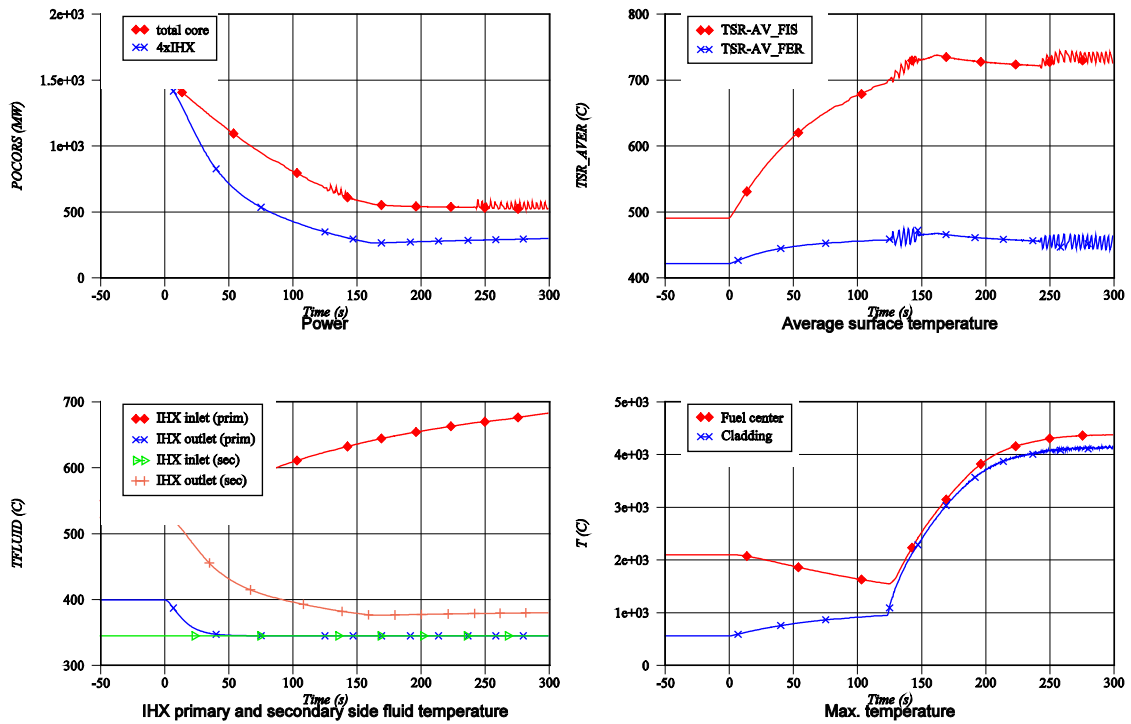 2e+03
1.5e+03
1e+03
500
0
POCORS (MW)
total core
4xIHX
-50 0 50 100 150 200 250 300
Time (s)
Power
800
700
600
500
400
TSR_AVER (C)
TSR-AV_FIS
TSR-AV_FER
-50 0 50 100 150 200 250 300
Time (s)
Average surface temperature
700
600
500
400
300
TFLUID (C)
IHX inlet (prim)
IHX outlet (prim)
IHX inlet (sec)
IHX outlet (sec)
-50 0 50 100 150 200 250 300
Time (s)
IHX primary and secondary side fluid temperature
5e+03
4e+03
3e+03
2e+03
1e+03
0
T (C)
Fuel center
Cladding
-50 0 50 100 150 200 250 300
Time (s)
Max. temperature